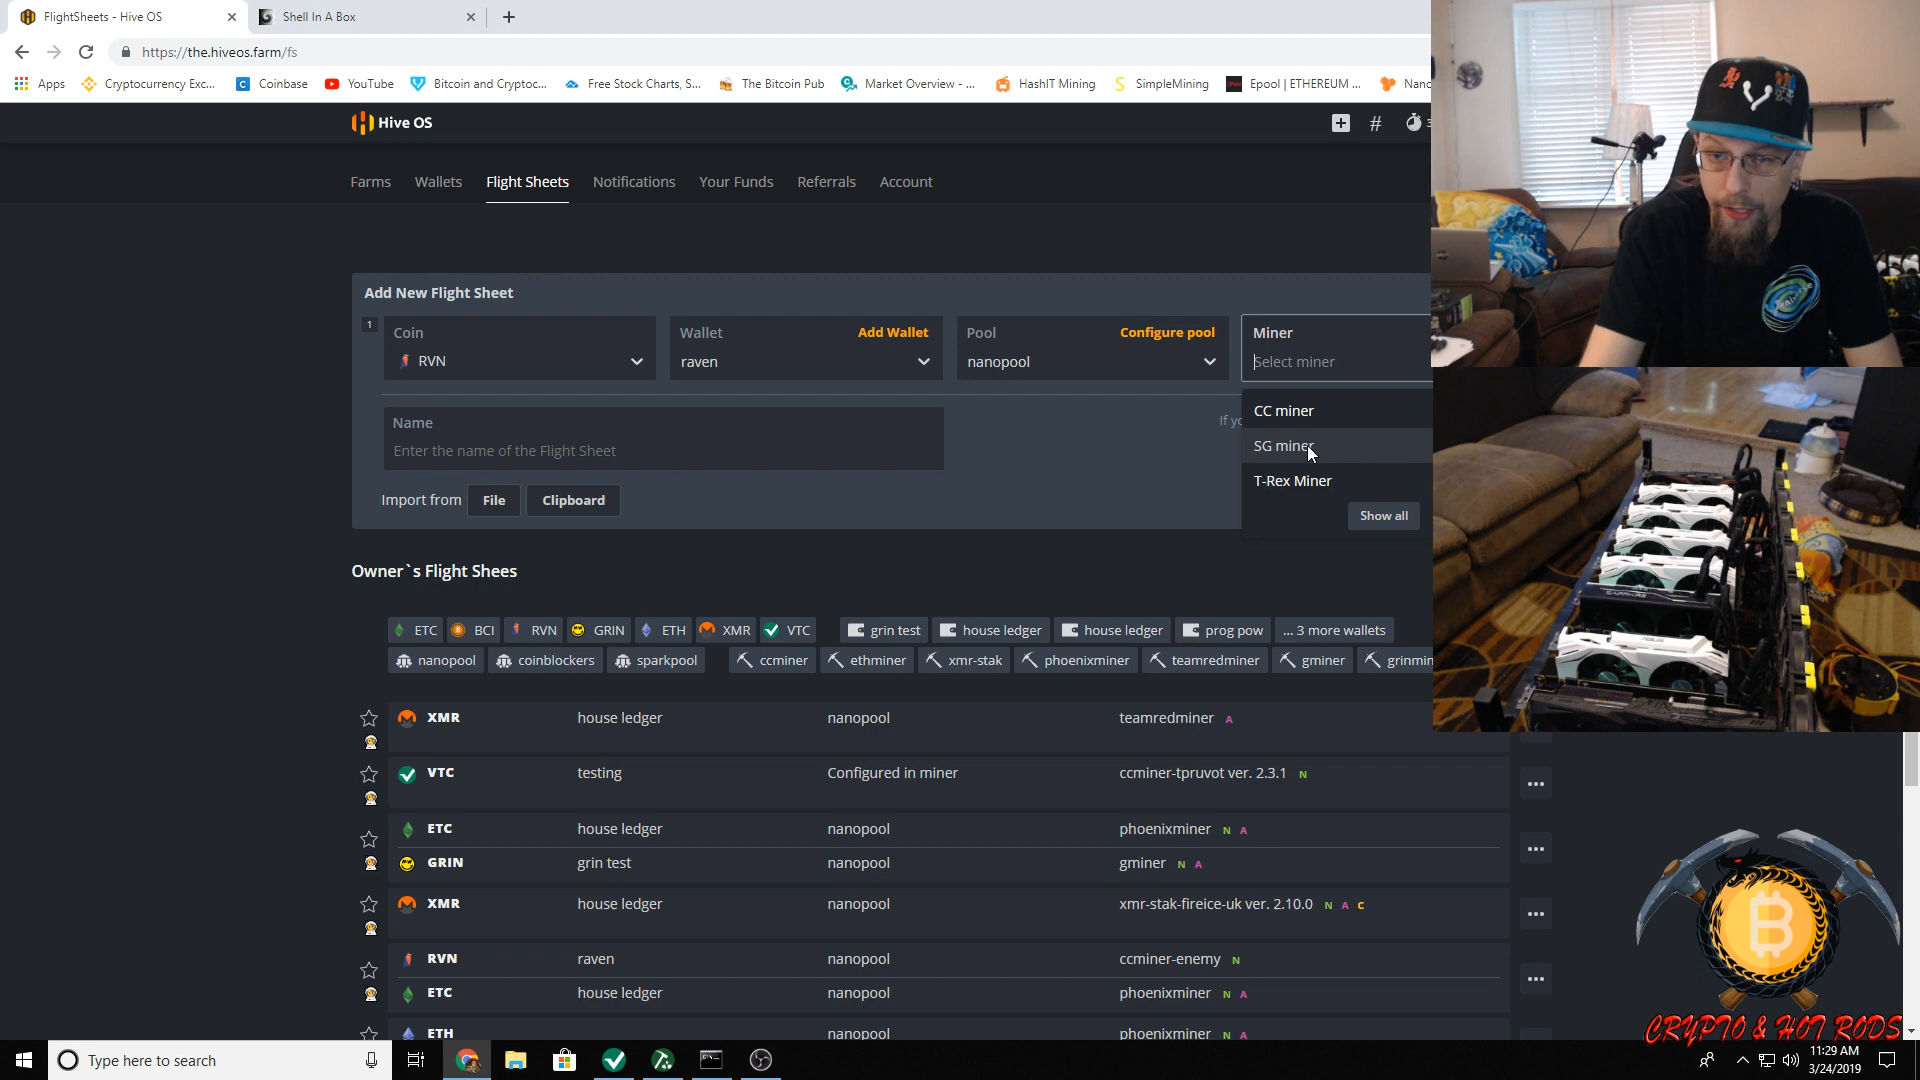 FlightSheets - Hive OS
Shell In A Box
https://the.hiveos.farm/fs
Apps
Cryptocurrency Exc...
Coinbase
YouTube
Bitcoin and Cryptoc...
Free Stock Charts, S...
The Bitcoin Pub
Market Overview - ...
HashIT Mining
SimpleMining
Epool | ETHEREUM ...
Nanc
Hive OS
Farms
Wallets
Flight Sheets
Notifications
Your Funds
Referrals
Account
Add New Flight Sheet
1
Coin
RVN
Wallet
Add Wallet
raven
Pool
Configure pool
nanopool
Miner
Select miner
CC miner
SG miner
T-Rex Miner
Show all
Name
Enter the name of the Flight Sheet
If yo
Import from
File
Clipboard
Owner`s Flight Shees
ETC BCI RVN GRIN ETH XMR VTC grin test house ledger house ledger prog pow ... 3 more wallets
nanopool coinblockers sparkpool ccminer ethminer xmr-stak phoenixminer teamredminer gminer grinmin
XMR house ledger nanopool teamredminer A
VTC testing Configured in miner ccminer-tpruvot ver. 2.3.1 N
ETC house ledger nanopool phoenixminer N A
GRIN grin test nanopool gminer N A
XMR house ledger nanopool xmr-stak-fireice-uk ver. 2.10.0 N A C
RVN raven nanopool ccminer-enemy N
ETC house ledger nanopool phoenixminer N A
ETH nanopool phoenixminer N A
CRYPTO & HOT RODS
Type here to search
11:29 AM
3/24/2019